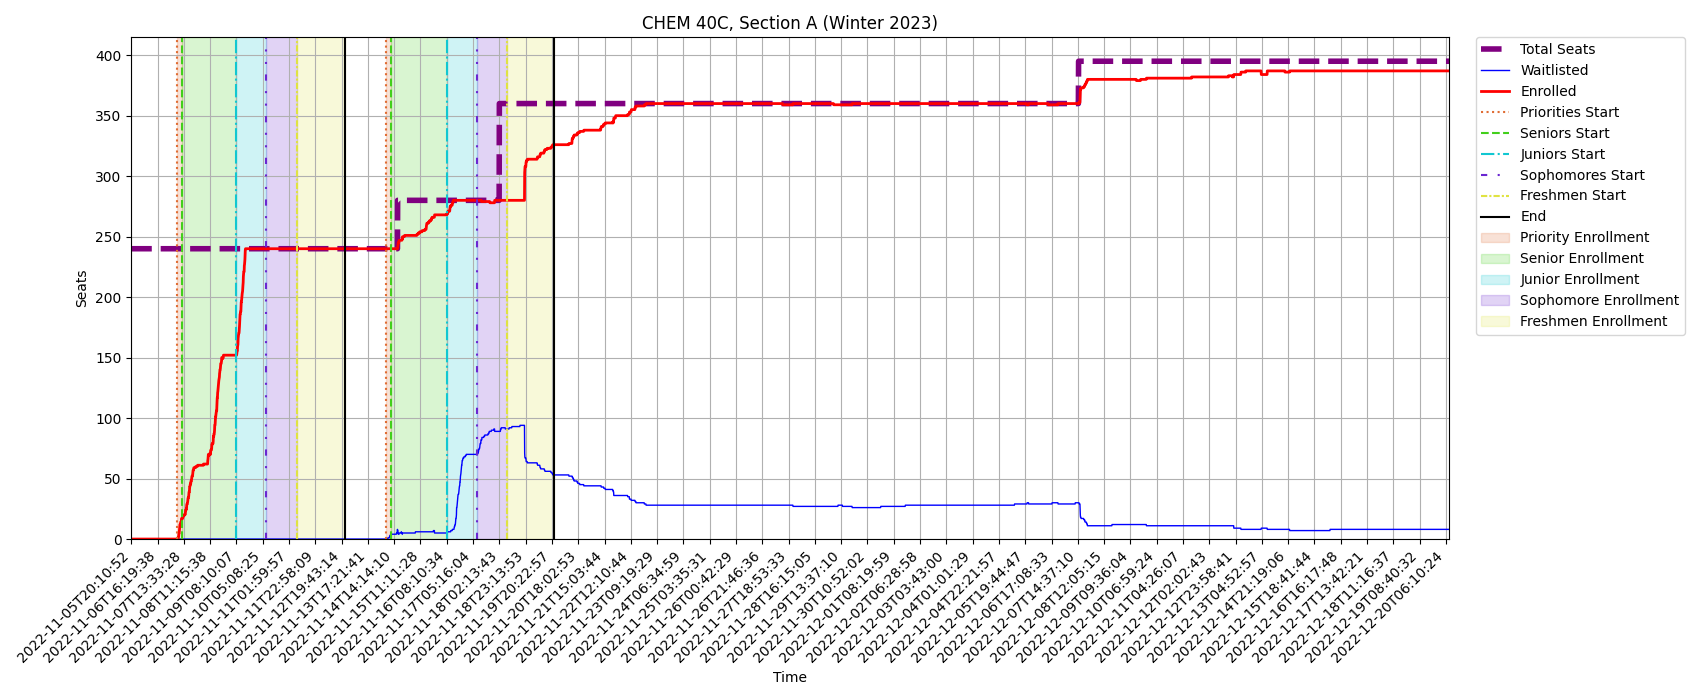 CHEM 40C, Section A (Winter 2023)
400
350
300
250
200
150
100
50
0
Seats
2022-11-05T20:10:52
2022-11-06T16:19:38
2022-11-07T13:33:28
2022-11-08T11:15:38
2022-11-09T08:10:07
2022-11-10T05:08:25
2022-11-11T01:59:57
2022-11-11T22:58:09
2022-11-12T19:43:14
2022-11-13T17:21:41
2022-11-14T14:14:10
2022-11-15T11:11:28
2022-11-16T08:10:34
2022-11-17T05:16:04
2022-11-18T02:13:43
2022-11-18T23:13:53
2022-11-19T20:22:57
2022-11-20T18:02:53
2022-11-21T15:03:44
2022-11-22T12:10:44
2022-11-23T09:19:29
2022-11-24T06:34:59
2022-11-25T03:35:31
2022-11-26T00:42:29
2022-11-26T21:46:36
2022-11-27T18:53:33
2022-11-28T16:15:05
2022-11-29T13:37:10
2022-11-30T10:52:02
2022-12-01T08:19:59
2022-12-02T06:28:58
2022-12-03T03:43:00
2022-12-04T01:01:29
2022-12-04T22:21:57
2022-12-05T19:44:47
2022-12-06T17:08:33
2022-12-07T14:37:10
2022-12-08T12:05:15
2022-12-09T09:36:04
2022-12-10T06:59:24
2022-12-11T04:26:07
2022-12-12T02:02:43
2022-12-12T23:58:41
2022-12-13T04:52:57
2022-12-14T21:19:06
2022-12-15T18:41:44
2022-12-16T16:17:48
2022-12-17T13:42:21
2022-12-18T11:16:37
2022-12-19T08:40:32
2022-12-20T06:10:24
Time
Total Seats
Waitlisted
Enrolled
Priorities Start
Seniors Start
Juniors Start
Sophomores Start
Freshmen Start
End
Priority Enrollment
Senior Enrollment
Junior Enrollment
Sophomore Enrollment
Freshmen Enrollment